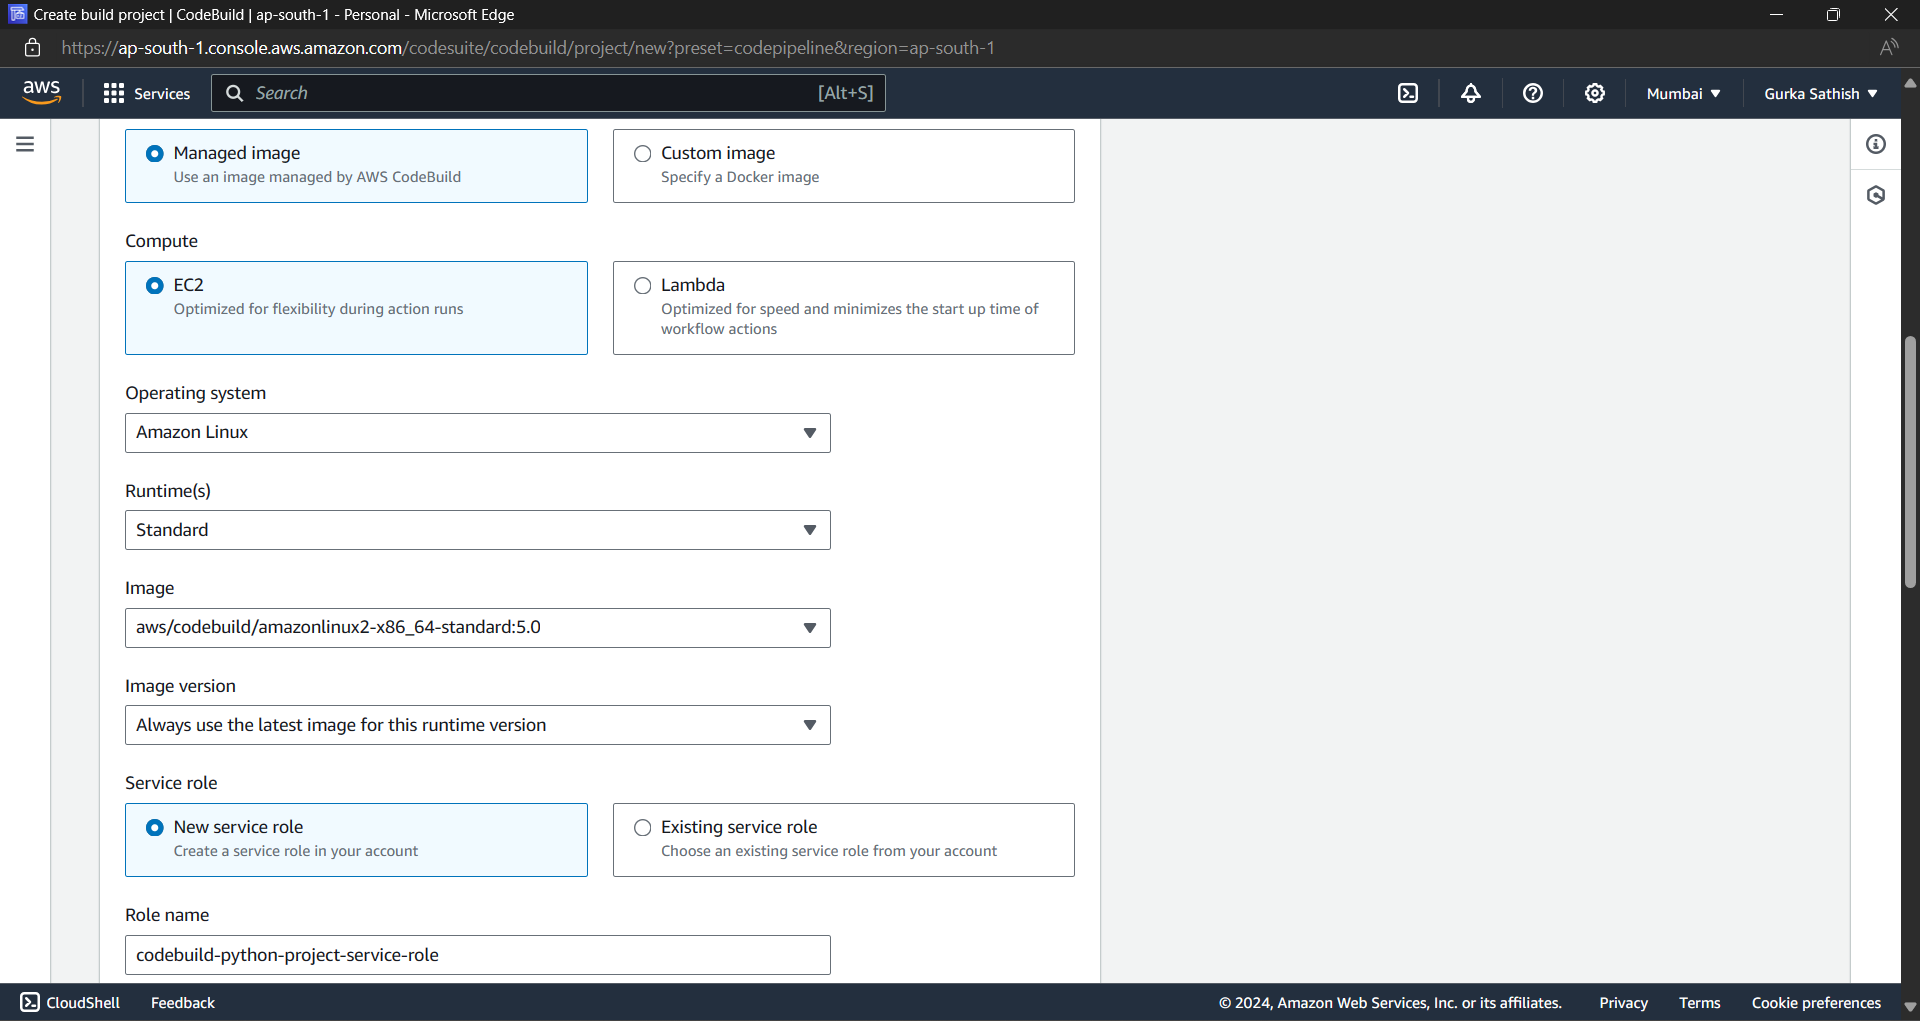 Create build project | CodeBuild | ap-south-1 - Personal - Microsoft Edge
https://ap-south-1.console.aws.amazon.com/codesuite/codebuild/project/new?preset=codepipeline&region=ap-south-1
aws Services Search [Alt+S] Mumbai Gurka Sathish
Managed image
Use an image managed by AWS CodeBuild
Custom image
Specify a Docker image
Compute
EC2
Optimized for flexibility during action runs
Lambda
Optimized for speed and minimizes the start up time of
workflow actions
Operating system
Amazon Linux
Runtime(s)
Standard
Image
aws/codebuild/amazonlinux2-x86_64-standard:5.0
Image version
Always use the latest image for this runtime version
Service role
New service role
Create a service role in your account
Existing service role
Choose an existing service role from your account
Role name
codebuild-python-project-service-role
CloudShell Feedback © 2024, Amazon Web Services, Inc. or its affiliates. Privacy Terms Cookie preferences